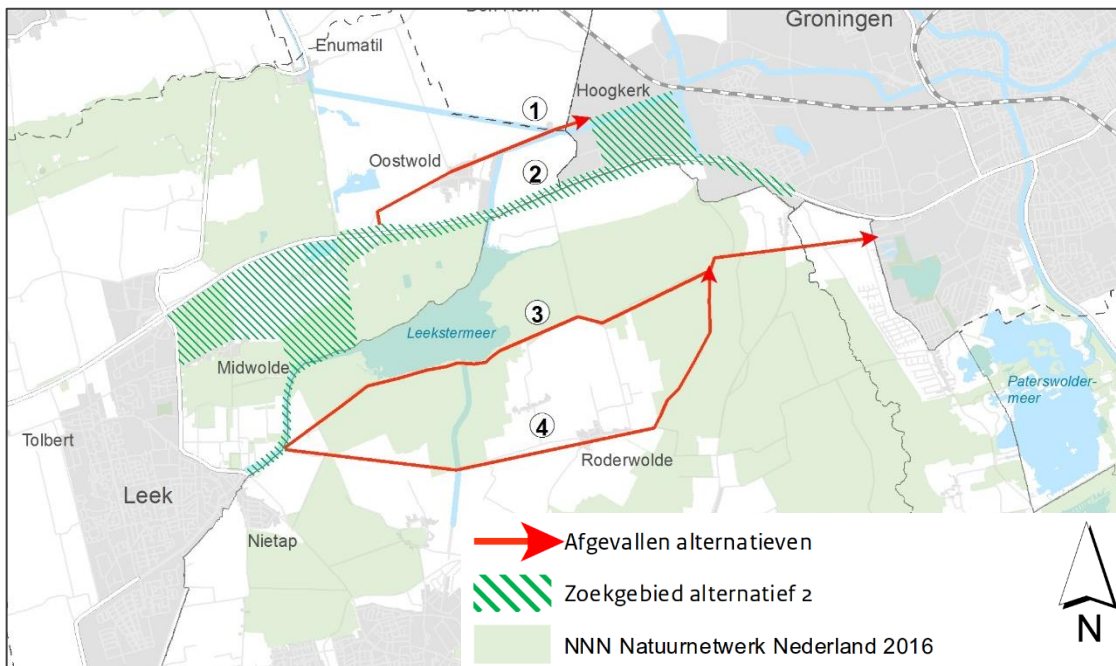 Groningen
Enumatil
Hoogkerk
1
Oostwold
2
Leekstermeer
3
Midwolde
Paterswolder-
meer
Tolbert
4
Roderwolde
Leek
Nietap
Afgevallen alternatieven
Zoekgebied alternatief 2
NNN Natuurnetwerk Nederland 2016
N